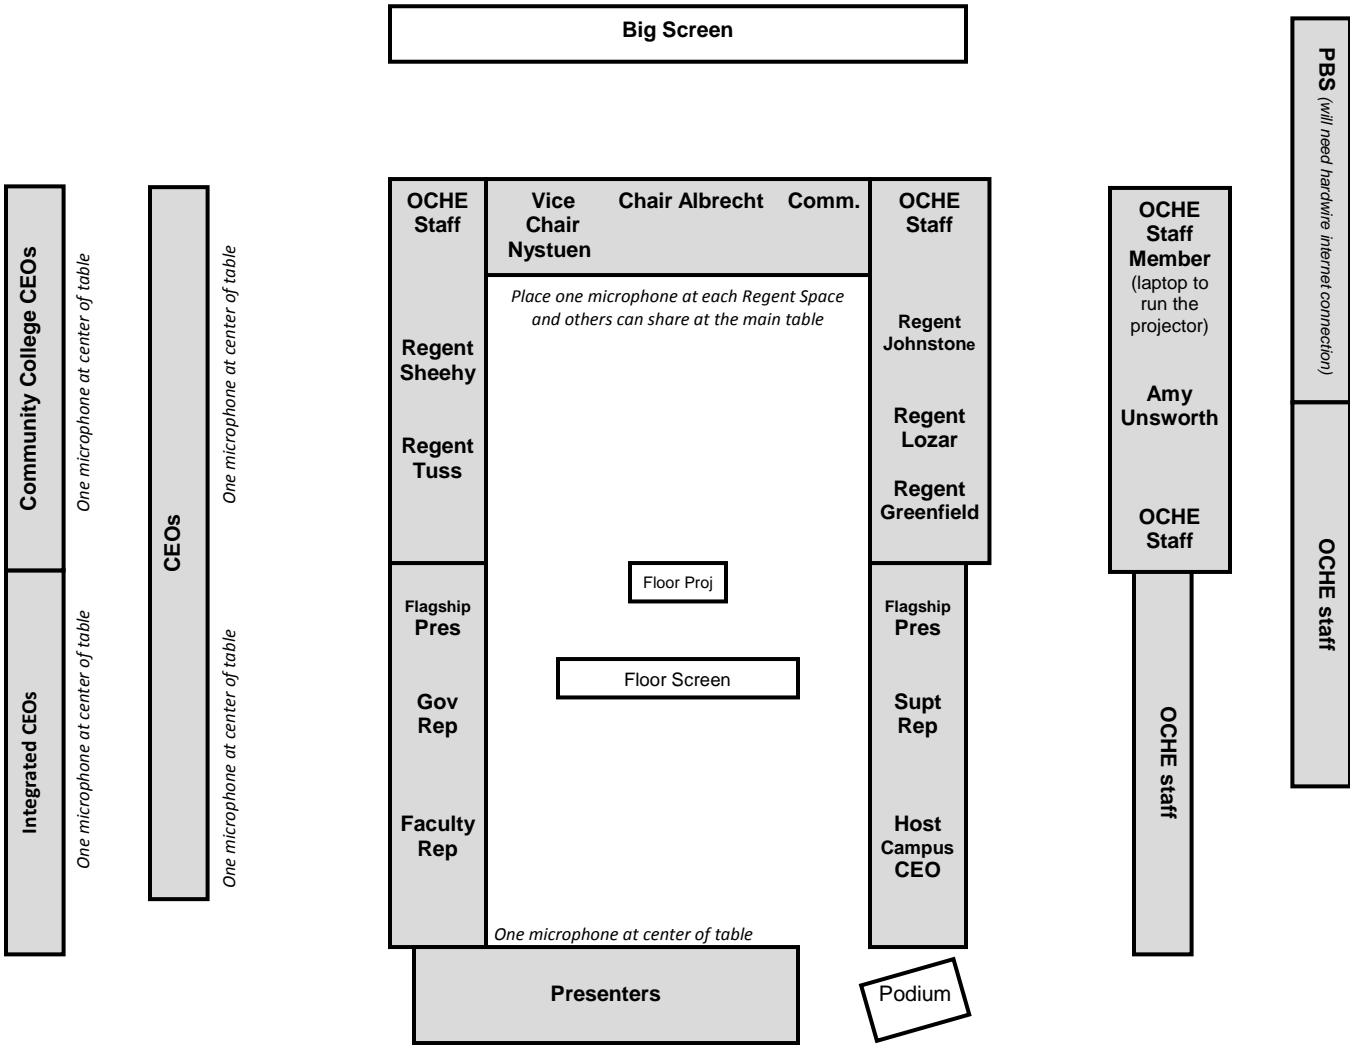 Big Screen
PBS (will need hardwire internet connection)
OCHE staff
Community College CEOs
Integrated CEOs
One microphone at center of table
One microphone at center of table
CEOs
One microphone at center of table
One microphone at center of table
OCHE
Staff
Regent
Sheehy
Regent
Tuss
Flagship
Pres
Gov
Rep
Faculty
Rep
Vice
Chair
Nystuen
Chair Albrecht
Comm.
Place one microphone at each Regent Space
and others can share at the main table
Floor Proj
Floor Screen
One microphone at center of table
Presenters
OCHE
Staff
Regent
Johnstone
Regent
Lozar
Regent
Greenfield
Flagship
Pres
Supt
Rep
Host
Campus
CEO
Podium
OCHE
Staff
Member
(laptop to
run the
projector)
Amy
Unsworth
OCHE
Staff
OCHE staff